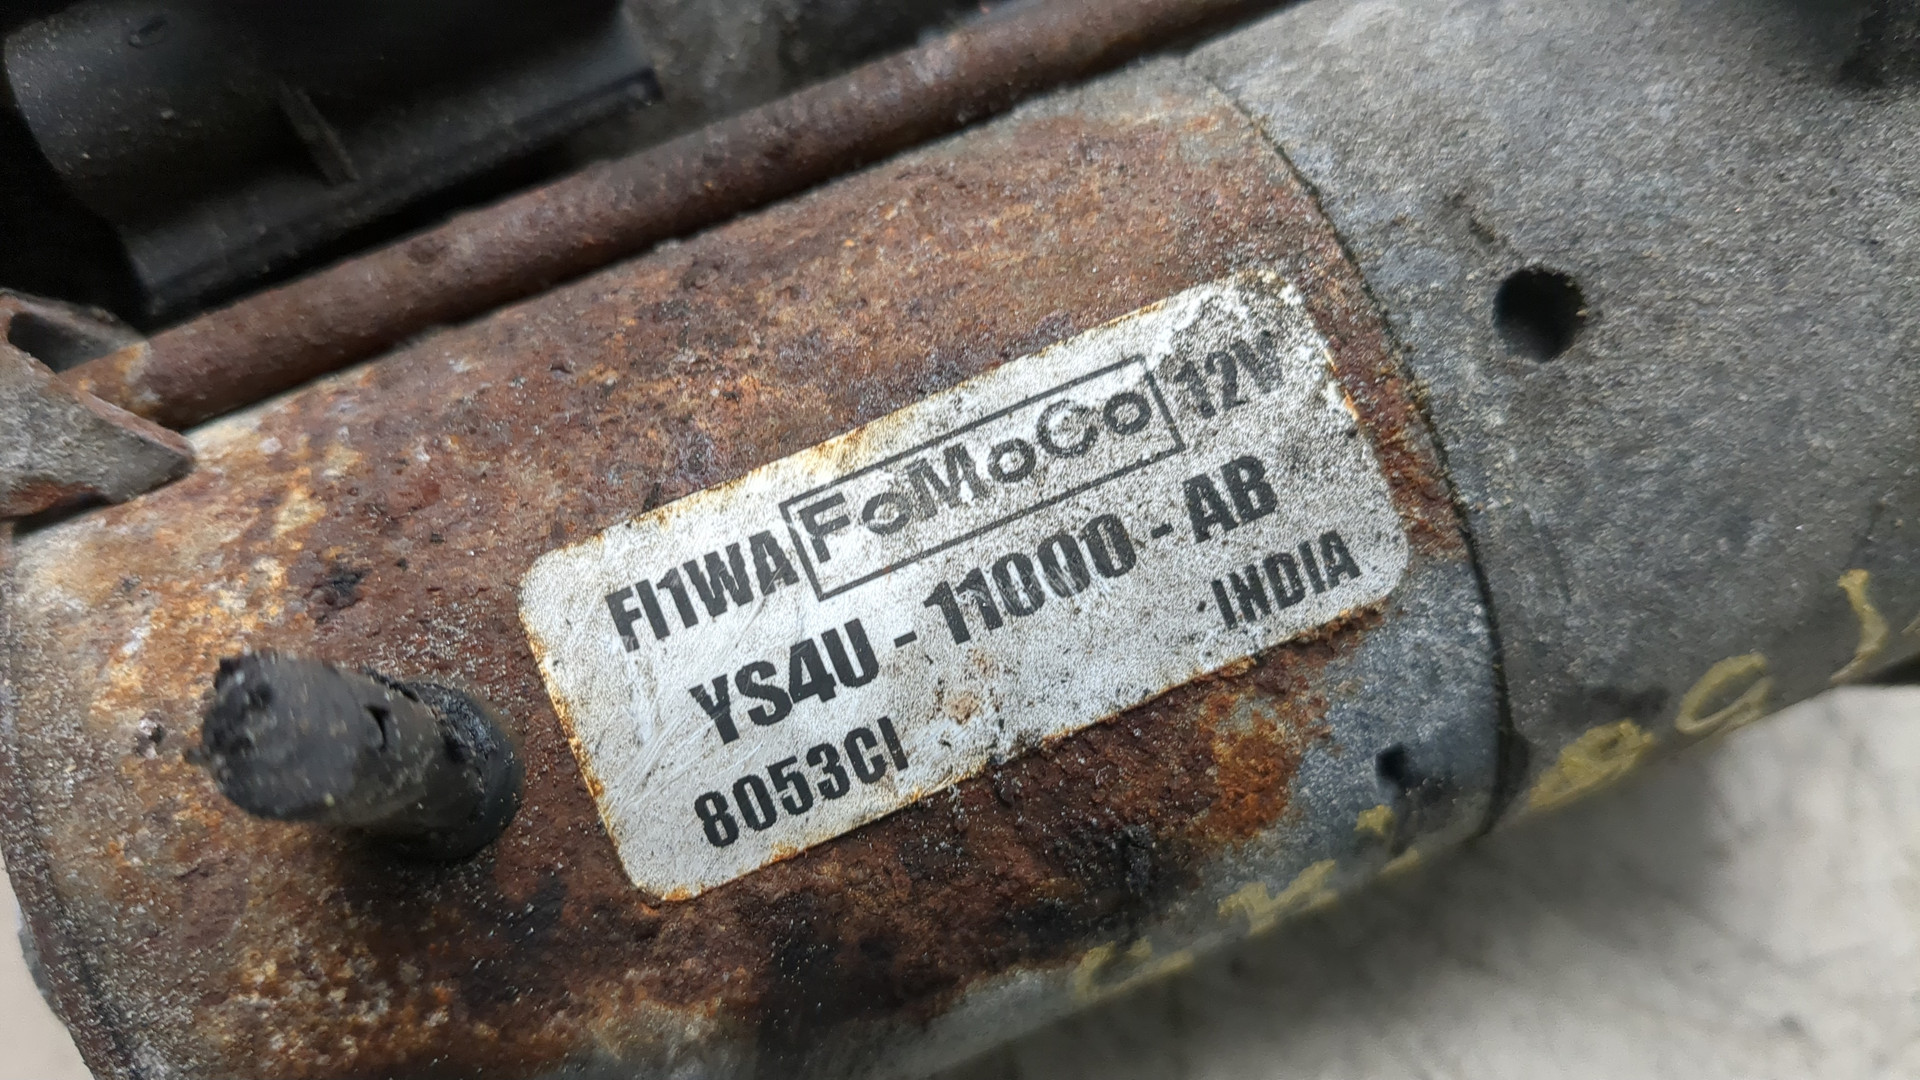 FI1WA FoMoCo 12V
YS4U - 11000 - AB
INDIA
8053CI